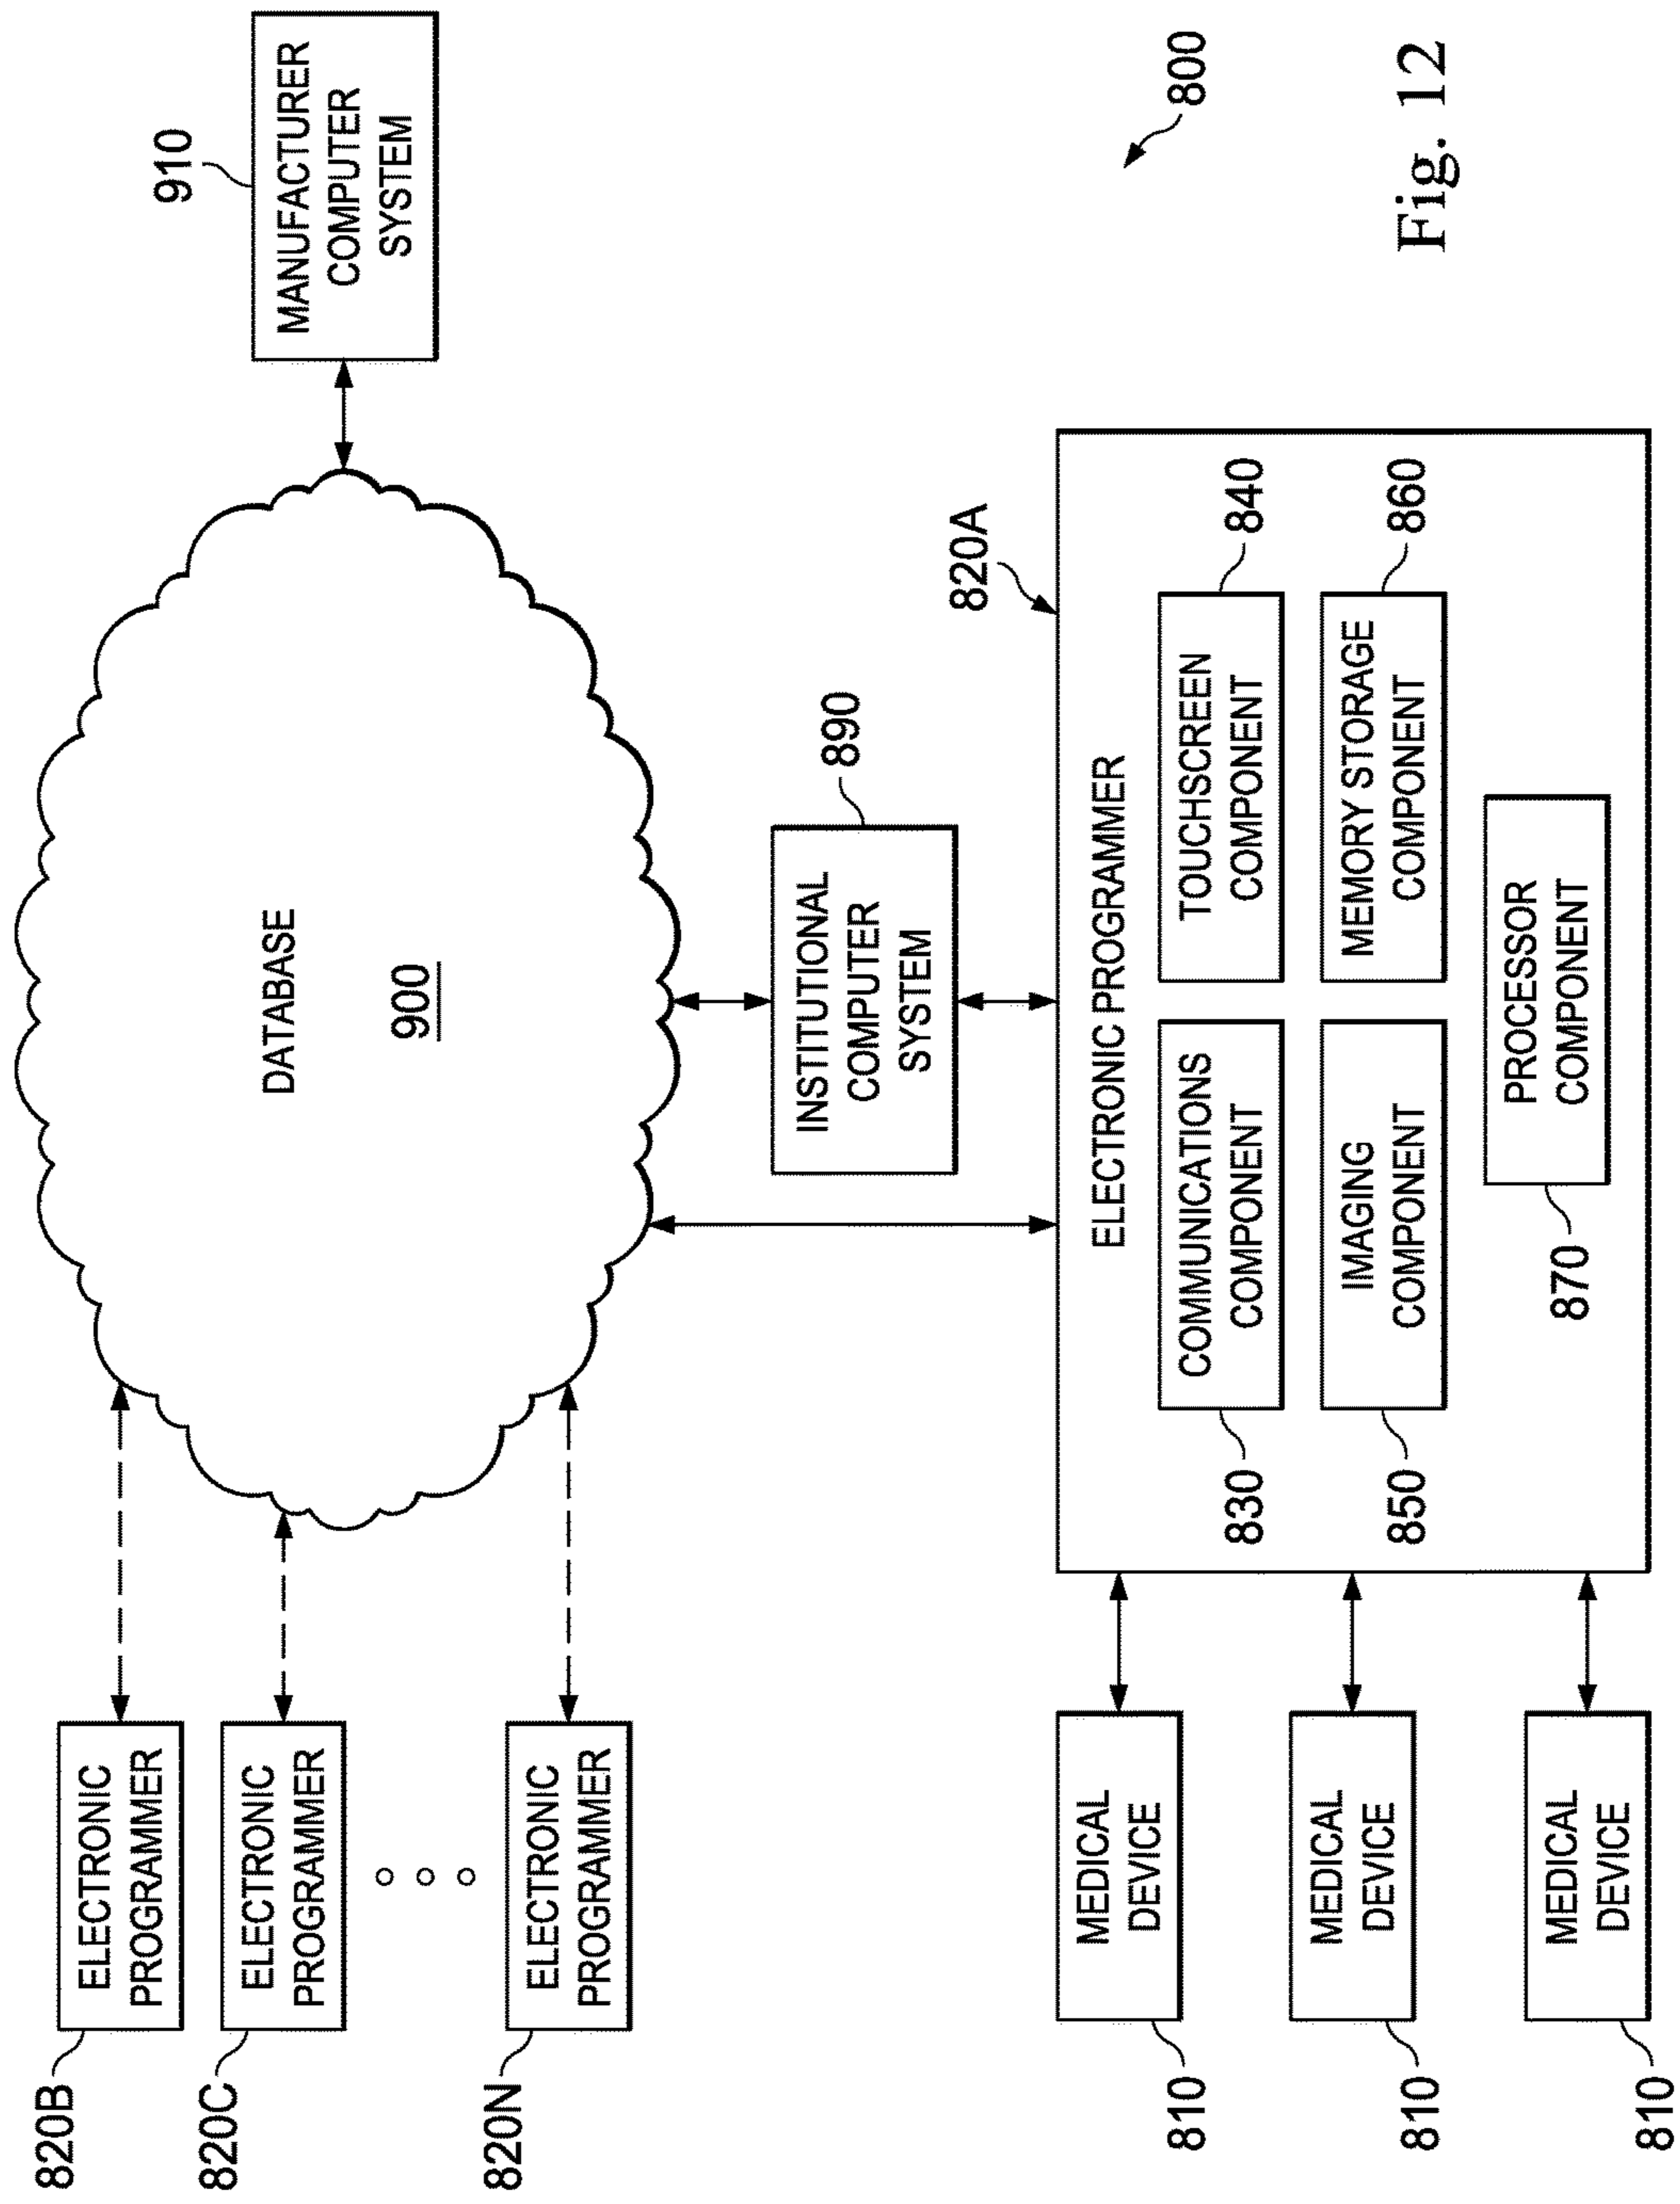 820B
ELECTRONIC
PROGRAMMER
820C
ELECTRONIC
PROGRAMMER
820N
ELECTRONIC
PROGRAMMER
DATABASE
900
910
MANUFACTURER
COMPUTER
SYSTEM
INSTITUTIONAL
COMPUTER
SYSTEM
890
820A
ELECTRONIC PROGRAMMER
830
COMMUNICATIONS
COMPONENT
TOUCHSCREEN
COMPONENT
840
850
IMAGING
COMPONENT
MEMORY STORAGE
COMPONENT
860
870
PROCESSOR
COMPONENT
810
MEDICAL
DEVICE
810
MEDICAL
DEVICE
810
MEDICAL
DEVICE
800
Fig. 12